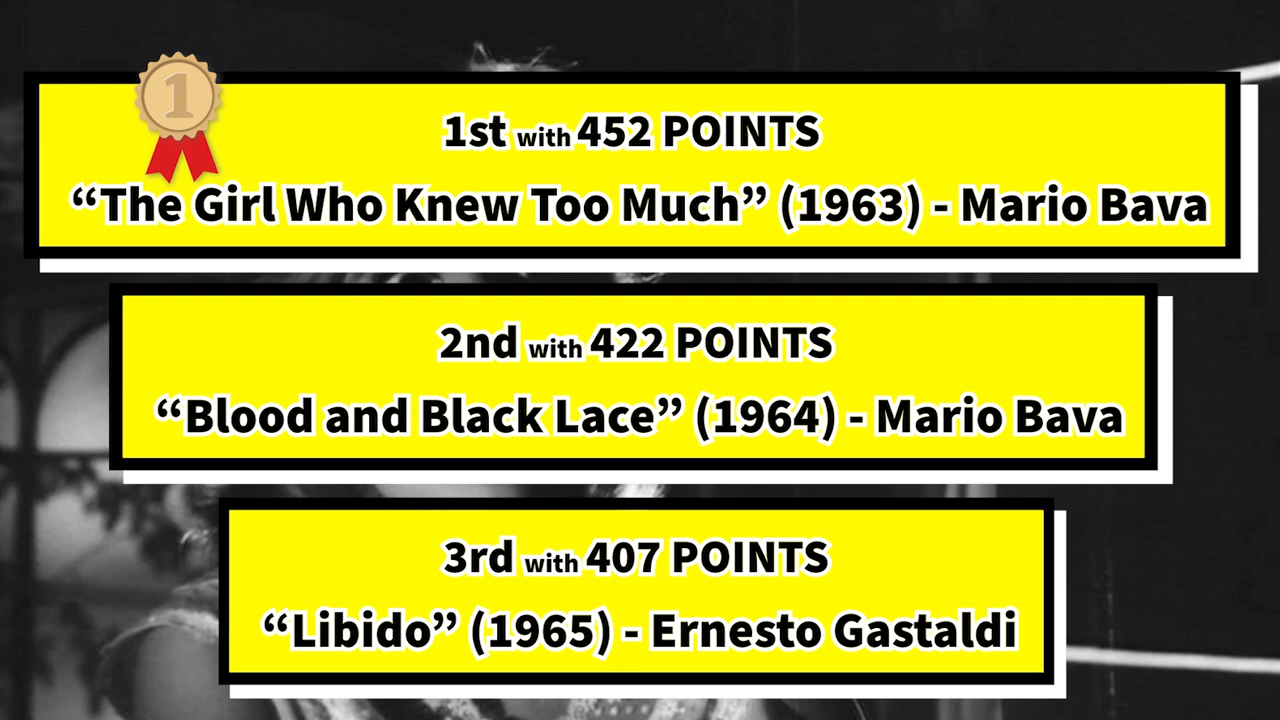 1
1st with 452 POINTS
“The Girl Who Knew Too Much” (1963) - Mario Bava
2nd with 422 POINTS
“Blood and Black Lace” (1964) - Mario Bava
3rd with 407 POINTS
“Libido” (1965) - Ernesto Gastaldi